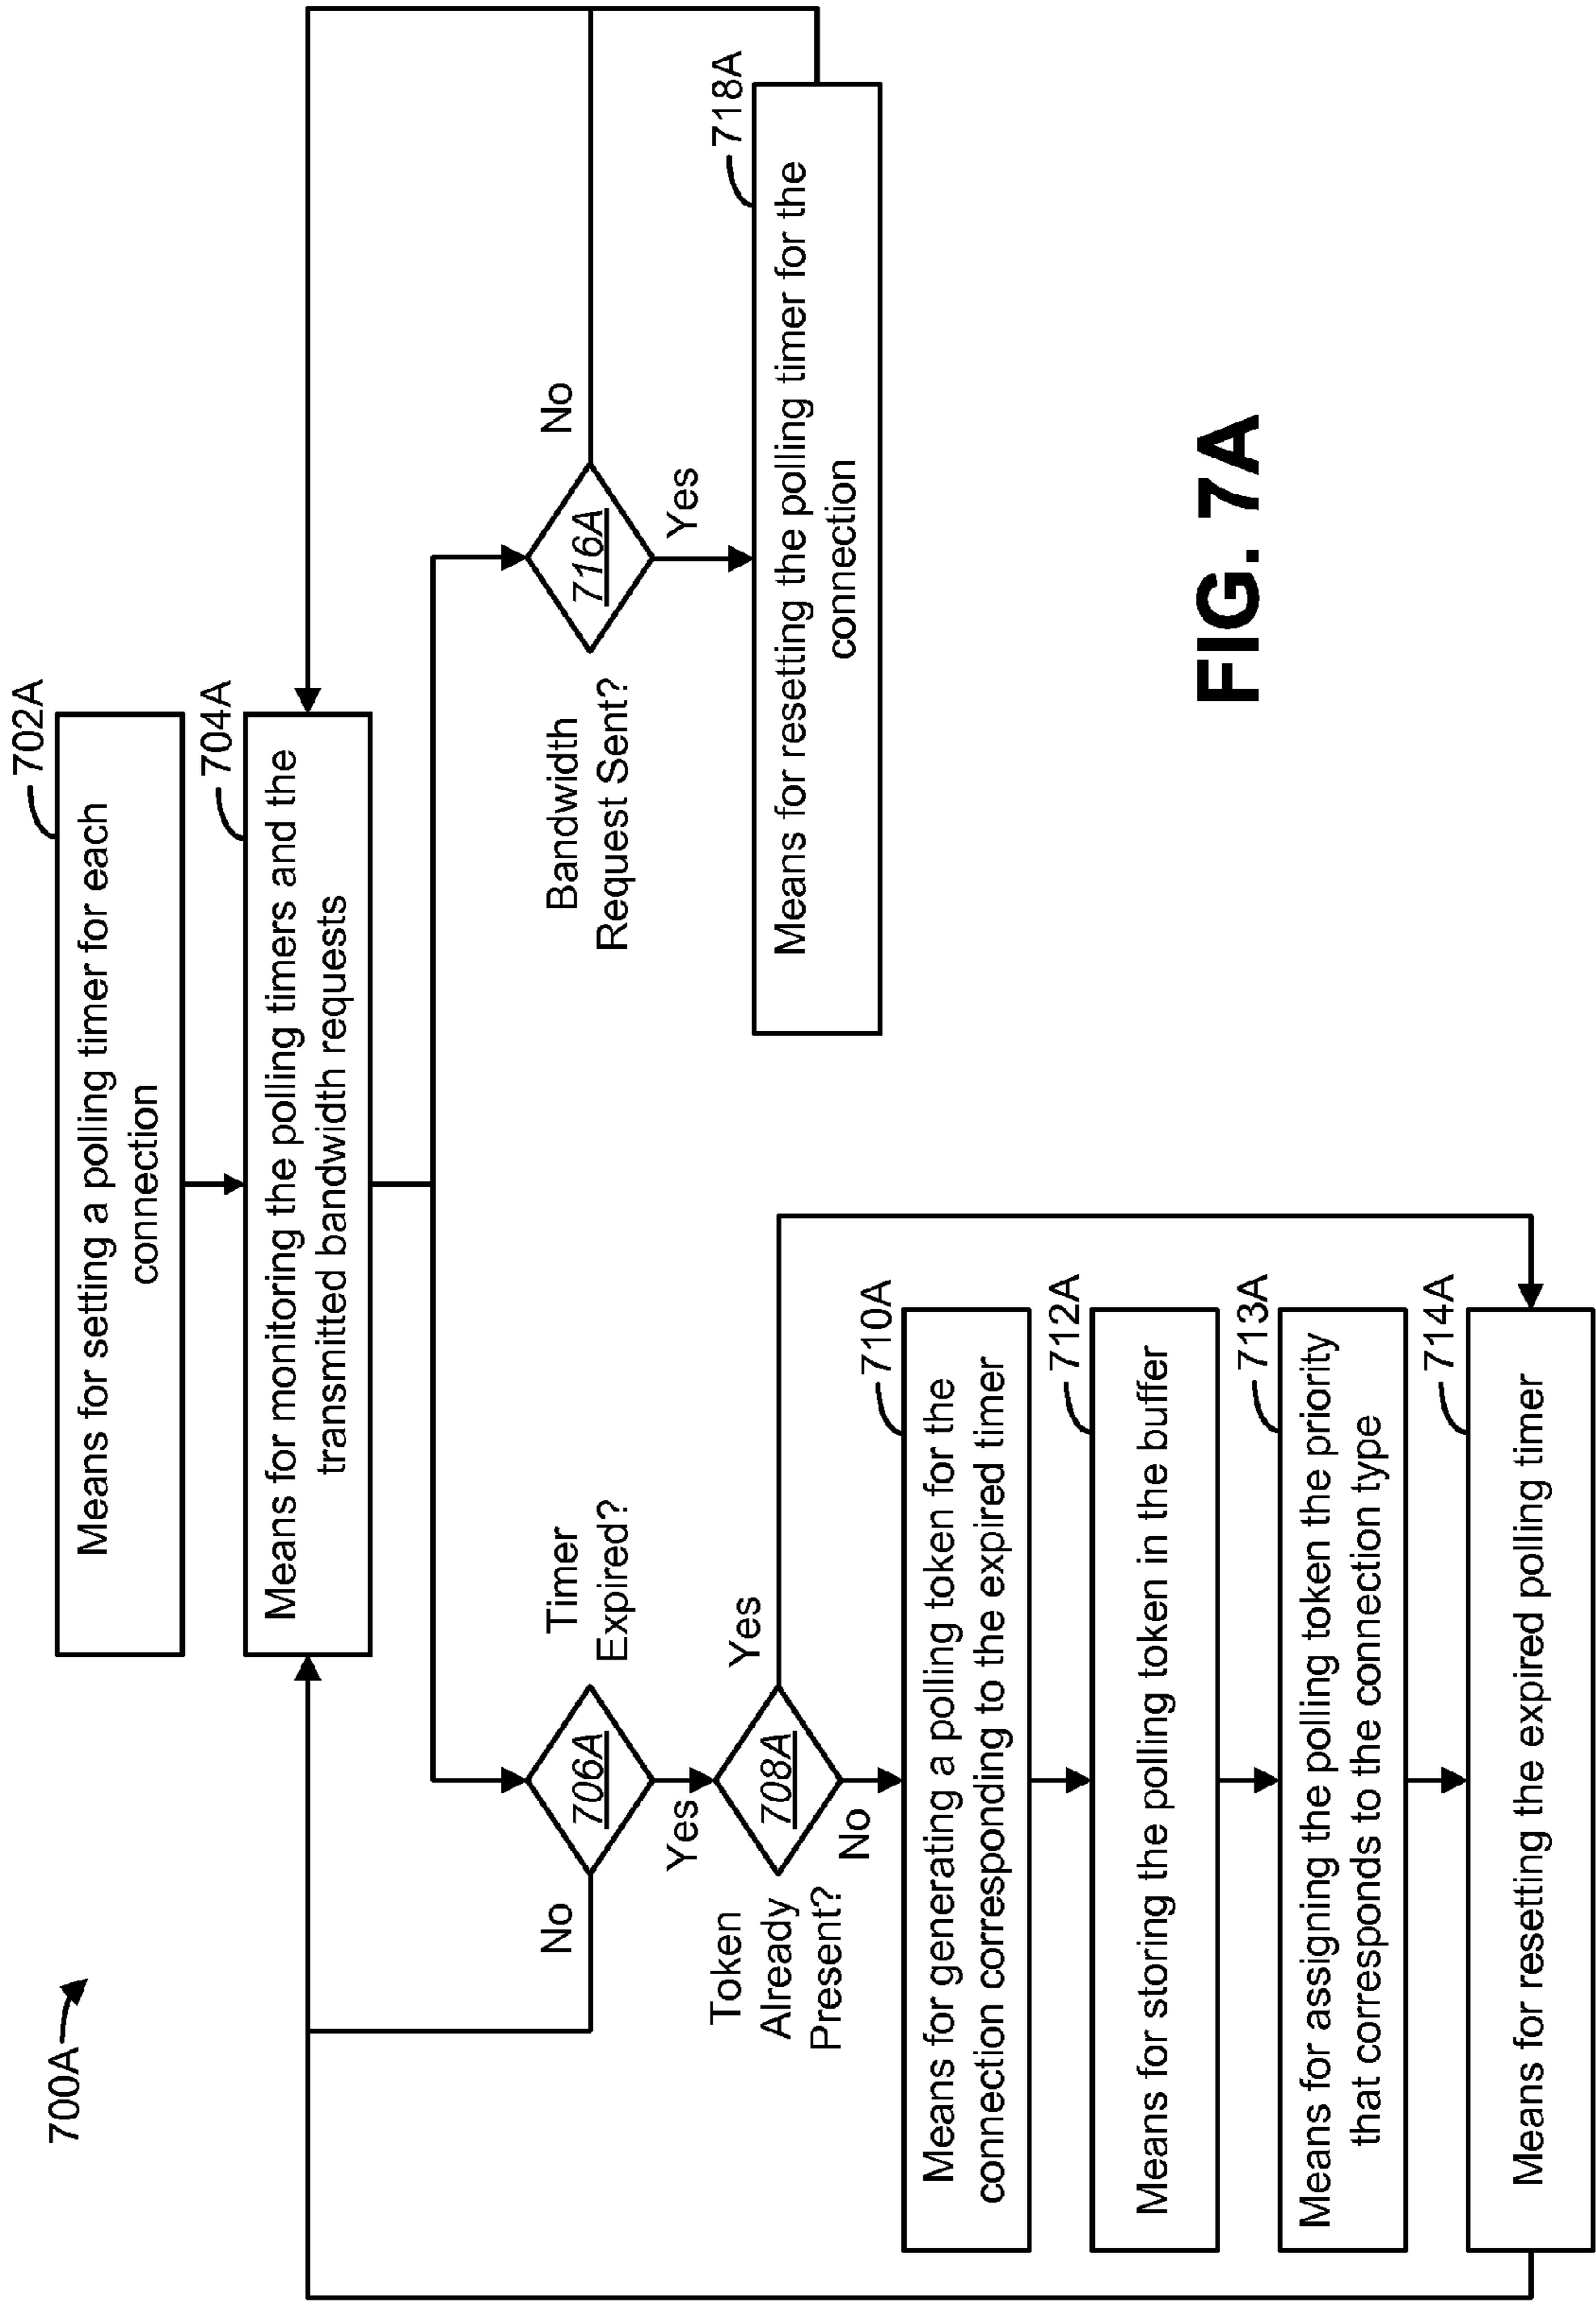 700A
702A
Means for setting a polling timer for each
connection
704A
Means for monitoring the polling timers and the
transmitted bandwidth requests
Timer
Expired?
706A
No
Yes
Token
Already
Present?
708A
Yes
No
710A
Means for generating a polling token for the
connection corresponding to the expired timer
712A
Means for storing the polling token in the buffer
713A
Means for assigning the polling token the priority
that corresponds to the connection type
714A
Means for resetting the expired polling timer
Bandwidth
Request Sent?
716A
No
Yes
718A
Means for resetting the polling timer for the
connection
FIG. 7A